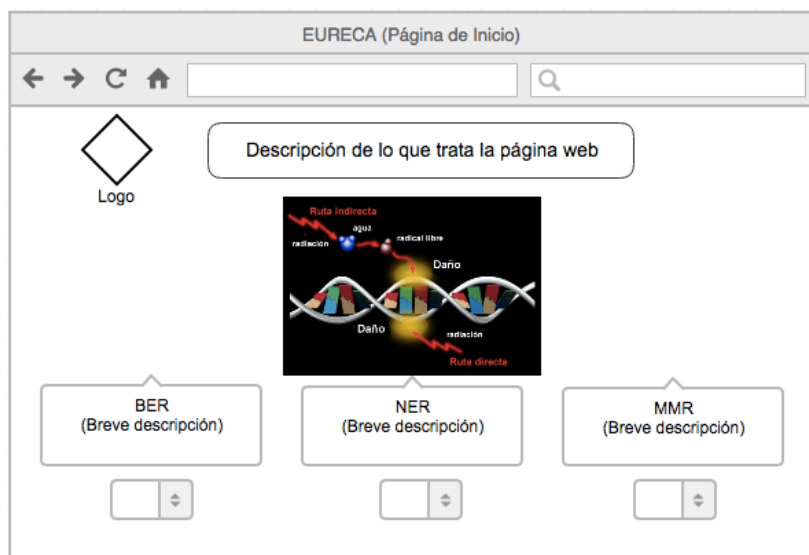 EURECA (Página de Inicio)
Descripción de lo que trata la página web
Logo
Ruta indirecta
agua
radiación
radical libre
Daño
Daño
radiación
Ruta directa
BER
(Breve descripción)
NER
(Breve descripción)
MMR
(Breve descripción)